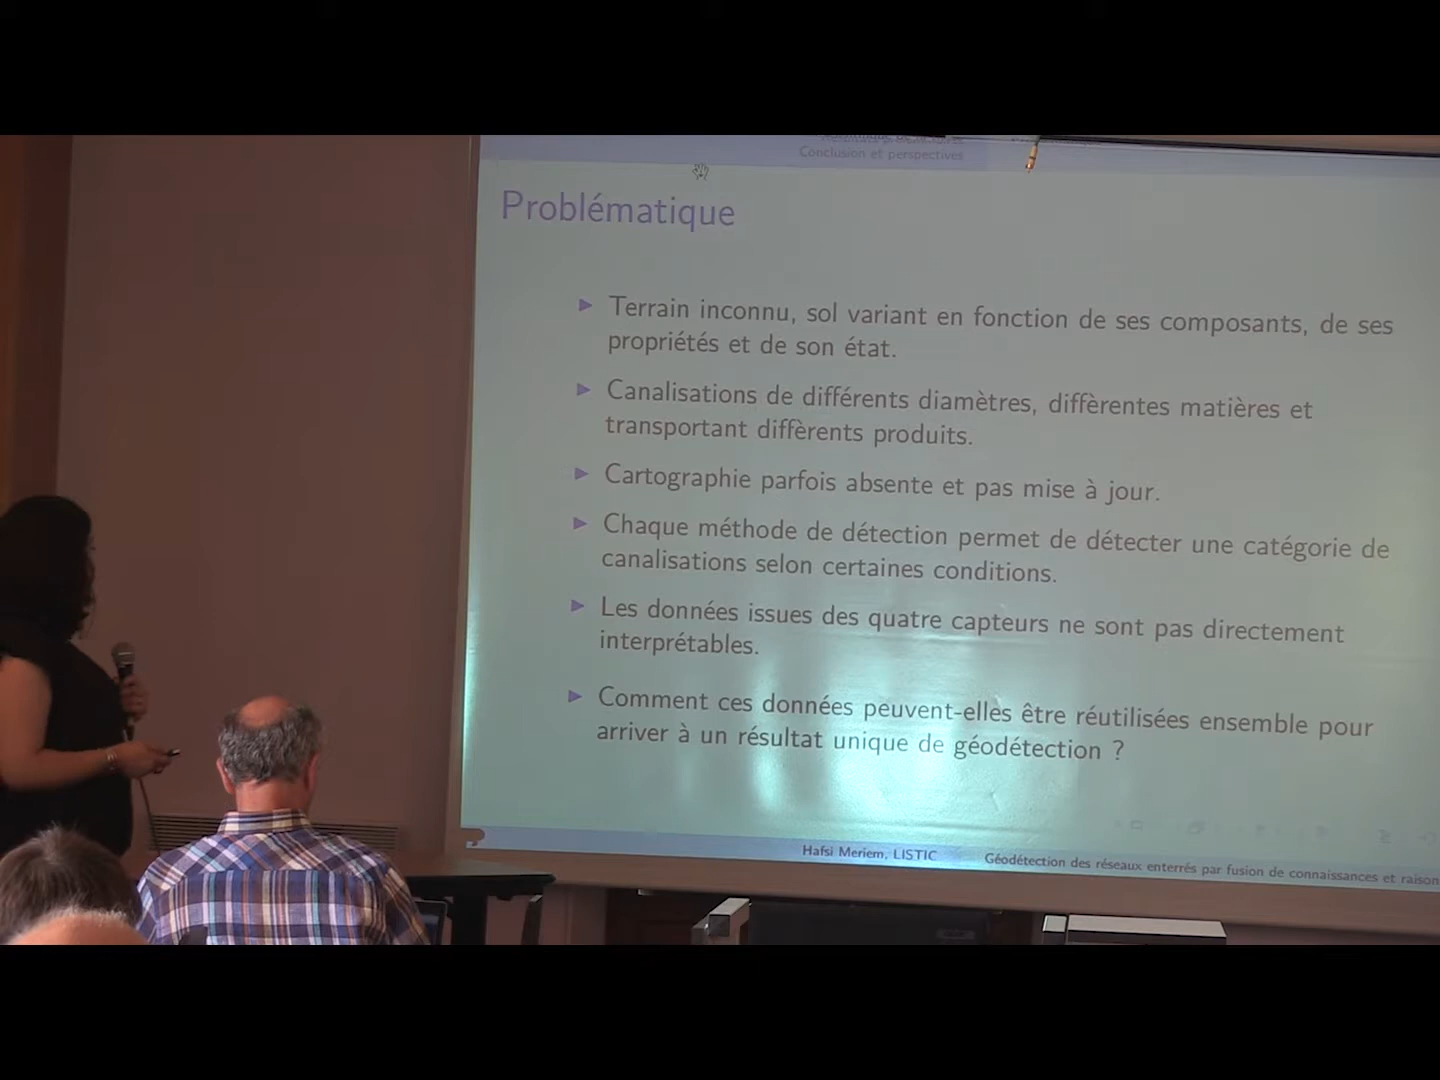 Conclusion et perspectives
Problématique
Terrain inconnu, sol variant en fonction de ses composants, de ses
propriétés et de son état.
Canalisations de différents diamètres, diffèrentes matières et
transportant diffèrents produits.
Cartographie parfois absente et pas mise à jour.
Chaque méthode de détection permet de détecter une catégorie de
canalisations selon certaines conditions.
Les données issues des quatre capteurs ne sont pas directement
interprétables.
Comment ces données peuvent-elles être réutilisées ensemble pour
arriver à un résultat unique de géodétection ?
Hafsi Meriem, LISTIC
Géodétection des réseaux enterrés par fusion de connaissances et raison